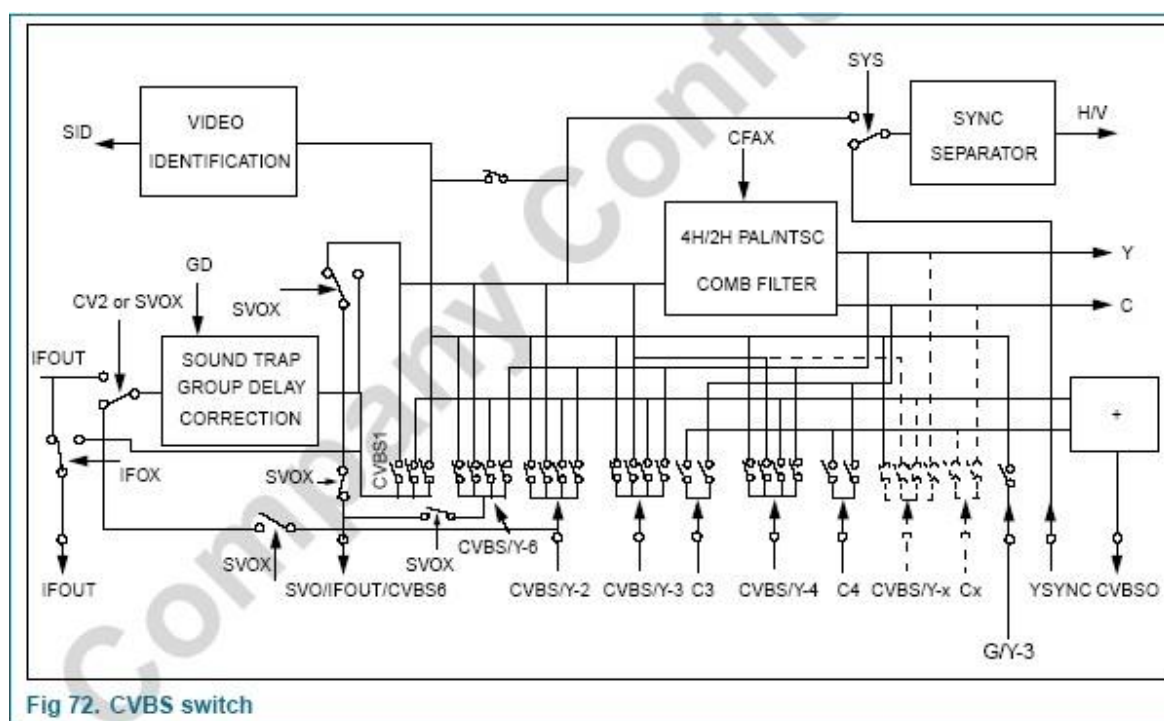 Company Confi
SYS
VIDEO
IDENTIFICATION
SID
SYNC
SEPARATOR
H/V
CFAX
4H/2H PAL/NTSC
COMB FILTER
Y
C
GD
CV2 or SVOX
SVOX
IFOUT
SOUND TRAP
GROUP DELAY
CORRECTION
+
CVBS1
IFOX
SVOX
SVOX
SVOX
CVBS/Y-6
IFOUT
SVO/IFOUT/CVBS6
CVBS/Y-2
CVBS/Y-3
C3
CVBS/Y-4
C4
CVBS/Y-x
Cx
YSYNC
CVBSO
G/Y-3
Fig 72. CVBS switch